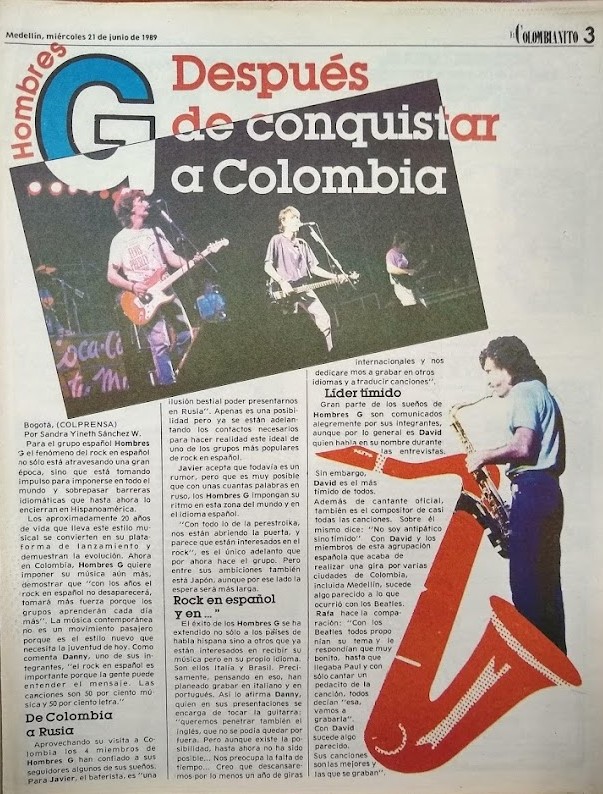 Medellín, miércoles 21 de junio de 1989
EL COLOMBIANITO 3
Hombres
G
Después
de conquistar
a Colombia
Coca-Co
Bogotá, (COLPRENSA)
Por Sandra Yineth Sánchez W.
Para el grupo español Hombres
G el fenómeno del rock en español
no sólo está atravesando una gran
época, sino que está tomando
impulso para imponerse en todo el
mundo y sobrepasar barreras
idiomáticas que hasta ahora lo
encierran en Hispanoamérica.
Los aproximadamente 20 años
de vida que lleva este estilo mu-
sical se convierten en su plata-
forma de lanzamiento y
demuestran la evolución. Ahora
en Colombia, Hombres G quiere
imponer su música aún más,
demostrar que "con los años el
rock en español no desaparecerá,
tomará más fuerza porque los
grupos aprenderán cada día
más". La música contemporánea
no es un movimiento pasajero
porque es el estilo nuevo que
necesita la juventud de hoy. Como
comenta Danny, uno de sus in-
tegrantes, "el rock en español es
importante porque la gente puede
entender el mensaje. Las
canciones son 50 por ciento mú-
sica y 50 por ciento letra."
De Colombia
a Rusia
Aprovechando su visita a Co-
lombia los 4 miembros de
Hombres G han confiado a sus
seguidores algunos de sus sueños.
Para Javier, el baterista, es "una
ilusión bestial poder presentarnos
en Rusia". Apenas es una posibi-
lidad pero ya se están adelan-
tando los contactos necesarios
para hacer realidad este ideal de
uno de los grupos más populares
de rock en español.
Javier acepta que todavía es un
rumor, pero que es muy posible
que con unas cuantas palabras en
ruso, los Hombres G impongan su
ritmo en esta zona del mundo y en
el idioma español.
"Con todo lo de la perestroika,
nos están abriendo la puerta, y
parece que están interesados en el
rock", es el único adelanto que
por ahora hace el grupo. Pero
entre sus ambiciones también
está Japón, aunque por ese lado la
espera será más larga.
Rock en español
y en..."
El éxito de los Hombres G se ha
extendido no sólo a los países de
habla hispana sino a otros que ya
están interesados en recibir su
música pero en su propio idioma.
Son ellos Italia y Brasil. Preci-
samente, pensando en eso, han
planeado grabar en italiano y en
portugués. Así lo afirma Danny,
quien en sus presentaciones se
encarga de tocar la guitarra:
"queremos penetrar también el
inglés, que no se podía quedar por
fuera. Pero aunque existe la po-
sibilidad, hasta ahora no ha sido
posible... Nos preocupa la falta de
tiempo... Creo que descansare-
mos por lo menos un año de giras
internacionales y nos
dedicare mos a grabar en otros
idiomas y a traducir canciones".
Líder tímido
Gran parte de los sueños de
Hombres G son comunicados
alegremente por sus integrantes,
aunque por lo general es David
quien habla en su nombre durante
las entrevistas.
Sin embargo,
David es el más
tímido de todos.
Además de cantante oficial,
también es el compositor de casi
todas las canciones. Sobre él
mismo dice: "No soy antipático
sino tímido" Con David y los
miembros de esta agrupación
española que acaba de
realizar una gira por varias
ciudades de Colombia,
incluida Medellín, sucede
algo parecido a lo que
ocurrió con los Beatles.
Rafa hace la com-
paración: "Con los
Beatles todos propo
nían su tema y le
respondían que muy
bonito, hasta que
llegaba Paul y con
sólo cantar un
pedacito de la
canción, todos
decían "esa,
vamos a
grabarla".
Con David
sucede algo
parecido.
Sus canciones
son las mejores y
las que se graban".